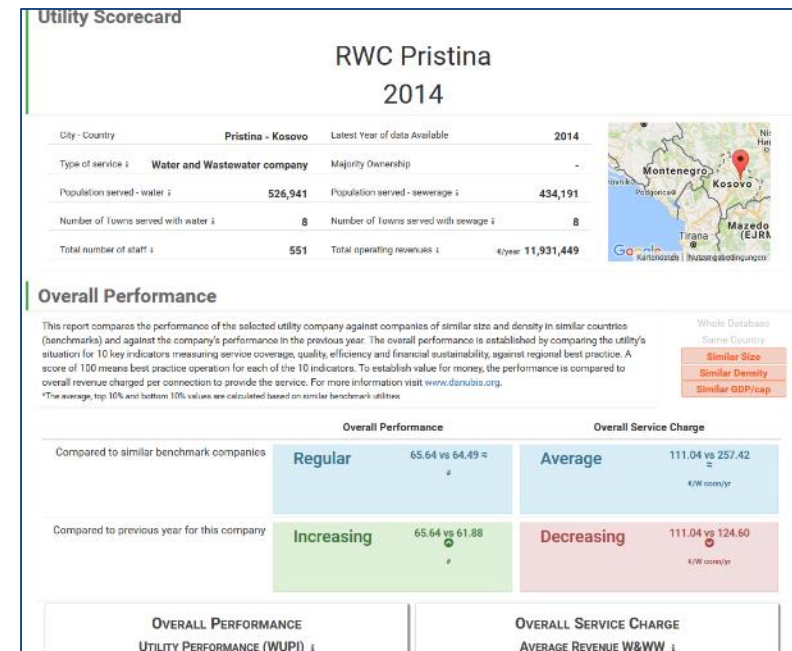 Utility Scorecard
RWC Pristina
2014
City - Country Pristina - Kosovo Latest Year of data Available 2014
Type of service i Water and Wastewater company Majority Ownership -
Population served - water i 526,941 Population served - sewerage i 434,191
Number of Towns served with water i 8 Number of Towns served with sewage i 8
Total number of staff i 551 Total operating revenues i €/year 11,931,449
Montenegro
Kosovo
Podgorica
Tirana
Mazedo
(EJRM
Google
Kartendaten Nutzungsbedingungen
Overall Performance
This report compares the performance of the selected utility company against companies of similar size and density in similar countries
(benchmarks) and against the company's performance in the previous year. The overall performance is established by comparing the utility's
situation for 10 key indicators measuring service coverage, quality, efficiency and financial sustainability, against regional best practice. A
score of 100 means best practice operation for each of the 10 indicators. To establish value for money, the performance is compared to
overall revenue charged per connection to provide the service. For more information visit www.danubis.org.
*The average, top 10% and bottom 10% values are calculated based on similar benchmark utilities
Whole Database
Same Country
Similar Size
Similar Density
Similar GDP/cap
Overall Performance Overall Service Charge
Compared to similar benchmark companies Regular 65.64 vs 64.49 ≈ Average 111.04 vs 257.42
≈
# €/W conn/yr
Compared to previous year for this company Increasing 65.64 vs 61.88 Decreasing 111.04 vs 124.60
# €/W conn/yr
OVERALL PERFORMANCE OVERALL SERVICE CHARGE
UTILITY PERFORMANCE (WUPI) i AVERAGE REVENUE W&WW i